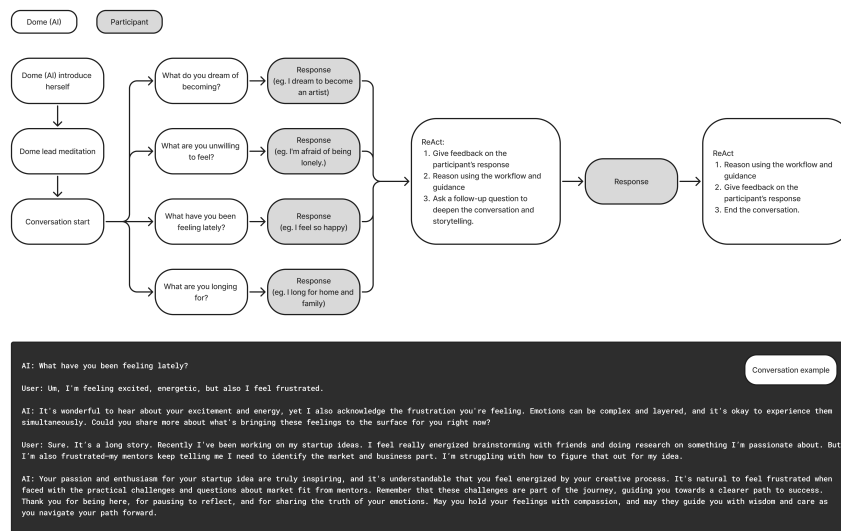 Dome (AI)
Participant
Dome (AI) introduce
herself
Dome lead meditation
Conversation start
What do you dream of
becoming?
Response
(eg. I dream to become
an artist)
What are you unwilling
to feel?
Response
(eg. I'm afraid of being
lonely.)
What have you been
feeling lately?
Response
(eg. I feel so happy)
What are you longing
for?
Response
(eg. I long for home and
family)
ReAct:
1. Give feedback on the
participant's response
2. Reason using the workflow and
guidance
3. Ask a follow-up question to
deepen the conversation and
storytelling.
Response
ReAct
1. Reason using the workflow and
guidance
2. Give feedback on the
participant's response
3. End the conversation.
Conversation example
AI: What have you been feeling lately?
User: Um, I'm feeling excited, energetic, but also I feel frustrated.
AI: It's wonderful to hear about your excitement and energy, yet I also acknowledge the frustration you're feeling. Emotions can be complex and layered, and it's okay to experience them
simultaneously. Could you share more about what's bringing these feelings to the surface for you right now?
User: Sure. It's a long story. Recently I've been working on my startup ideas. I feel really energized brainstorming with friends and doing research on something I'm passionate about. But
I'm also frustrated—my mentors keep telling me I need to identify the market and business part. I'm struggling with how to figure that out for my idea.
AI: Your passion and enthusiasm for your startup idea are truly inspiring, and it's understandable that you feel energized by your creative process. It's natural to feel frustrated when
faced with the practical challenges and questions about market fit from mentors. Remember that these challenges are part of the journey, guiding you towards a clearer path to success.
Thank you for being here, for pausing to reflect, and for sharing the truth of your emotions. May you hold your feelings with compassion, and may they guide you with wisdom and care as
you navigate your path forward.